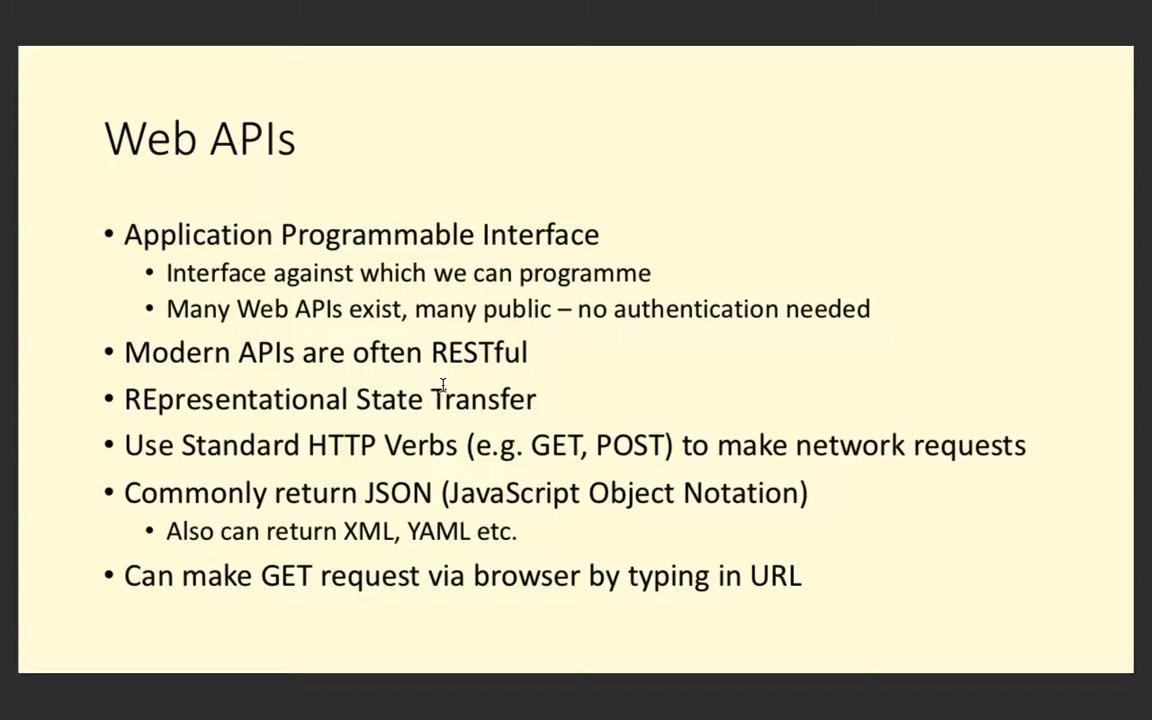 Web APIs
• Application Programmable Interface
• Interface against which we can programme
• Many Web APIs exist, many public – no authentication needed
• Modern APIs are often RESTful
• REpresentational State Transfer
• Use Standard HTTP Verbs (e.g. GET, POST) to make network requests
• Commonly return JSON (JavaScript Object Notation)
• Also can return XML, YAML etc.
• Can make GET request via browser by typing in URL